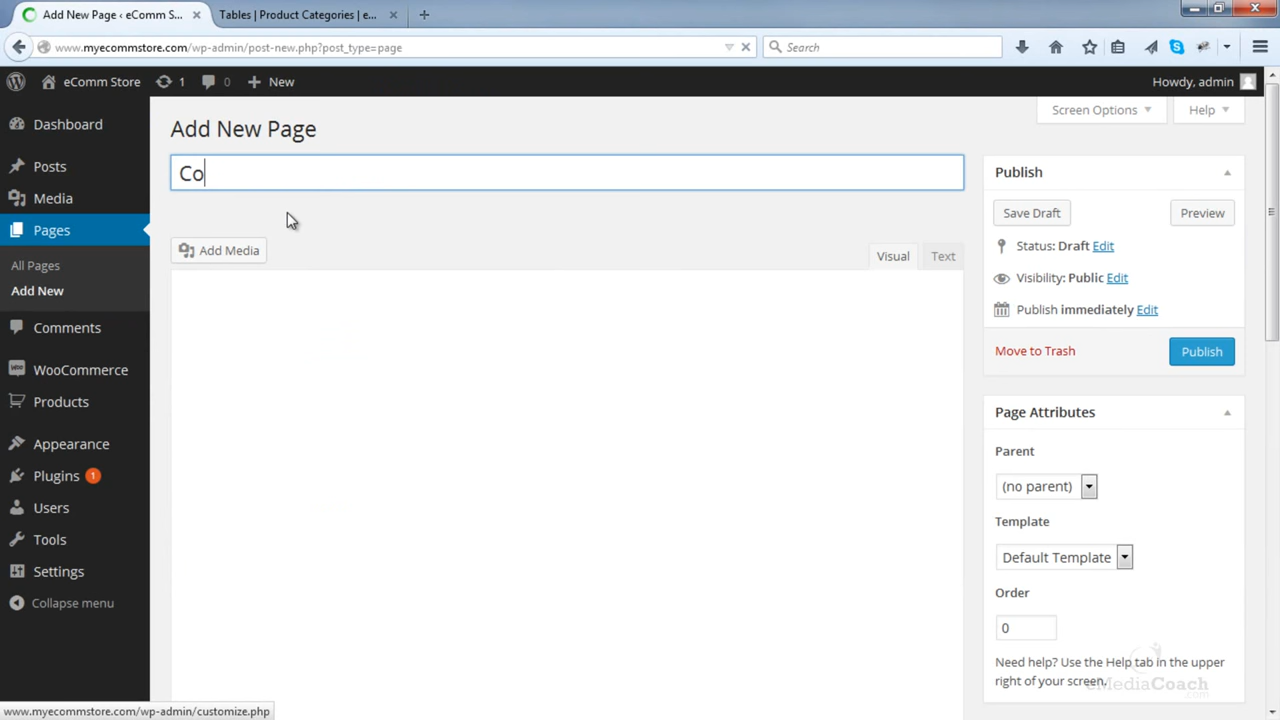 Add New Page ‹ eComm S...
Tables | Product Categories | e...
www.myecommstore.com/wp-admin/post-new.php?post_type=page
Search
eComm Store
1
0
New
Howdy, admin
Screen Options
Help
Dashboard
Posts
Media
Pages
All Pages
Add New
Comments
WooCommerce
Products
Appearance
Plugins 1
Users
Tools
Settings
Collapse menu
Add New Page
Co
Add Media
Visual
Text
Publish
Save Draft
Preview
Status: Draft Edit
Visibility: Public Edit
Publish immediately Edit
Move to Trash
Publish
Page Attributes
Parent
(no parent)
Template
Default Template
Order
0
Need help? Use the Help tab in the upper
right of your screen.
eMediaCoach
.com
www.myecommstore.com/wp-admin/customize.php